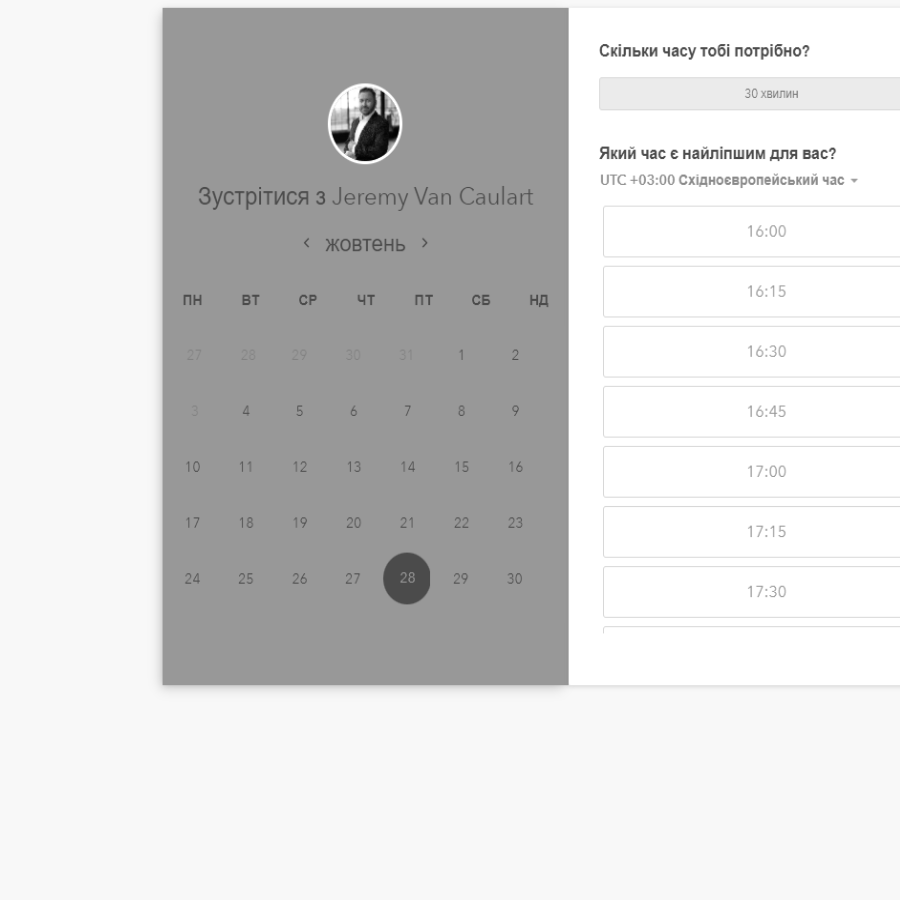 Зустрітися з Jeremy Van Caulart
жовтень
ПН ВТ СР ЧТ ПТ СБ НД
27 28 29 30 31 1 2
3 4 5 6 7 8 9
10 11 12 13 14 15 16
17 18 19 20 21 22 23
24 25 26 27 28 29 30
Скільки часу тобі потрібно?
30 хвилин
Який час є найліпшим для вас?
UTC +03:00 Східноєвропейський час
16:00
16:15
16:30
16:45
17:00
17:15
17:30